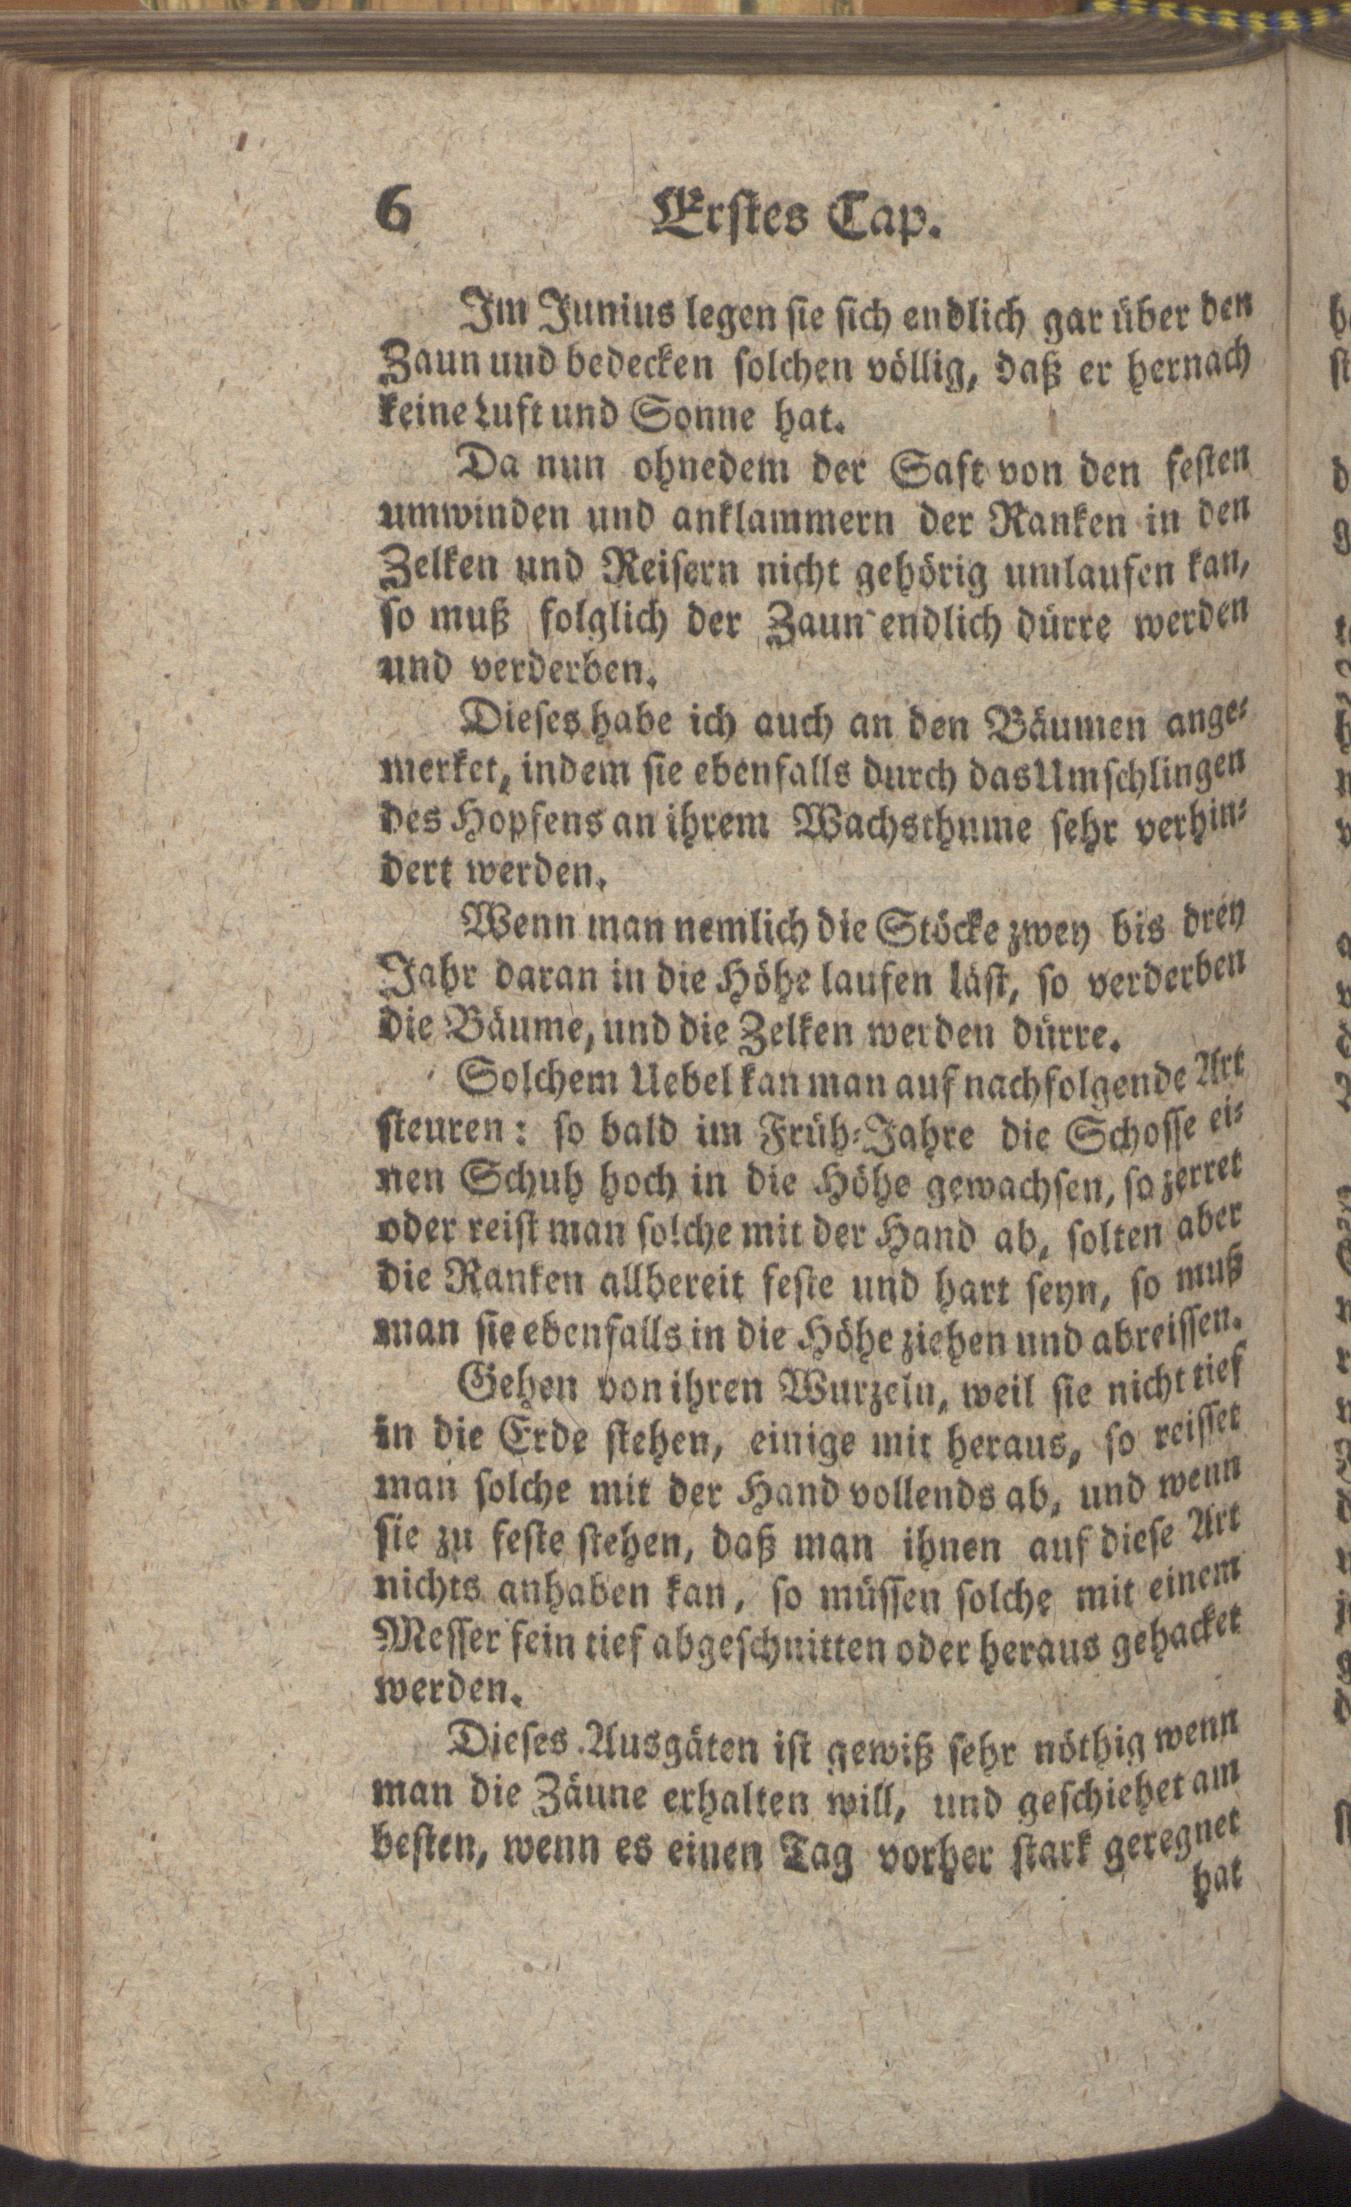 6 Erstes Cap.
Im Junius legen sie sich endlich gar über den
Zaun und bedecken solchen völlig, daß er hernach
keine Luft und Sonne hat.
Da nun ohnedem der Saft von den festen
umwinden und anklammern der Ranken in den
Zelken und Reisern nicht gehörig umlaufen kan,
so muß folglich der Zaun endlich dürre werden
und verderben.
Dieses habe ich auch an den Bäumen ange-
merket, indem sie ebenfalls durch das Umschlingen
des Hopfens an ihrem Wachsthume sehr verhin-
dert werden.
Wenn man nemlich die Stöcke zwey bis drey
Jahr daran in die Höhe laufen läst, so verderben
die Bäume, und die Zelken werden dürre.
Solchem Uebel kan man auf nachfolgende Art
steuren: so bald im Früh-Jahre die Schosse ei-
nen Schuh hoch in die Höhe gewachsen, so zerret
oder reist man solche mit der Hand ab, solten aber
die Ranken allbereit feste und hart seyn, so muß
man sie ebenfalls in die Höhe ziehen und abreissen.
Gehen von ihren Wurzeln, weil sie nicht tief
in die Erde stehen, einige mit heraus, so reisset
man solche mit der Hand vollends ab, und wenn
sie zu feste stehen, daß man ihnen auf diese Art
nichts anhaben kan, so müssen solche mit einem
Messer fein tief abgeschnitten oder heraus gehacket
werden.
Dieses Ausgäten ist gewiß sehr nöthig wenn
man die Zäune erhalten will, und geschiehet am
besten, wenn es einen Tag vorher stark geregnet
hat